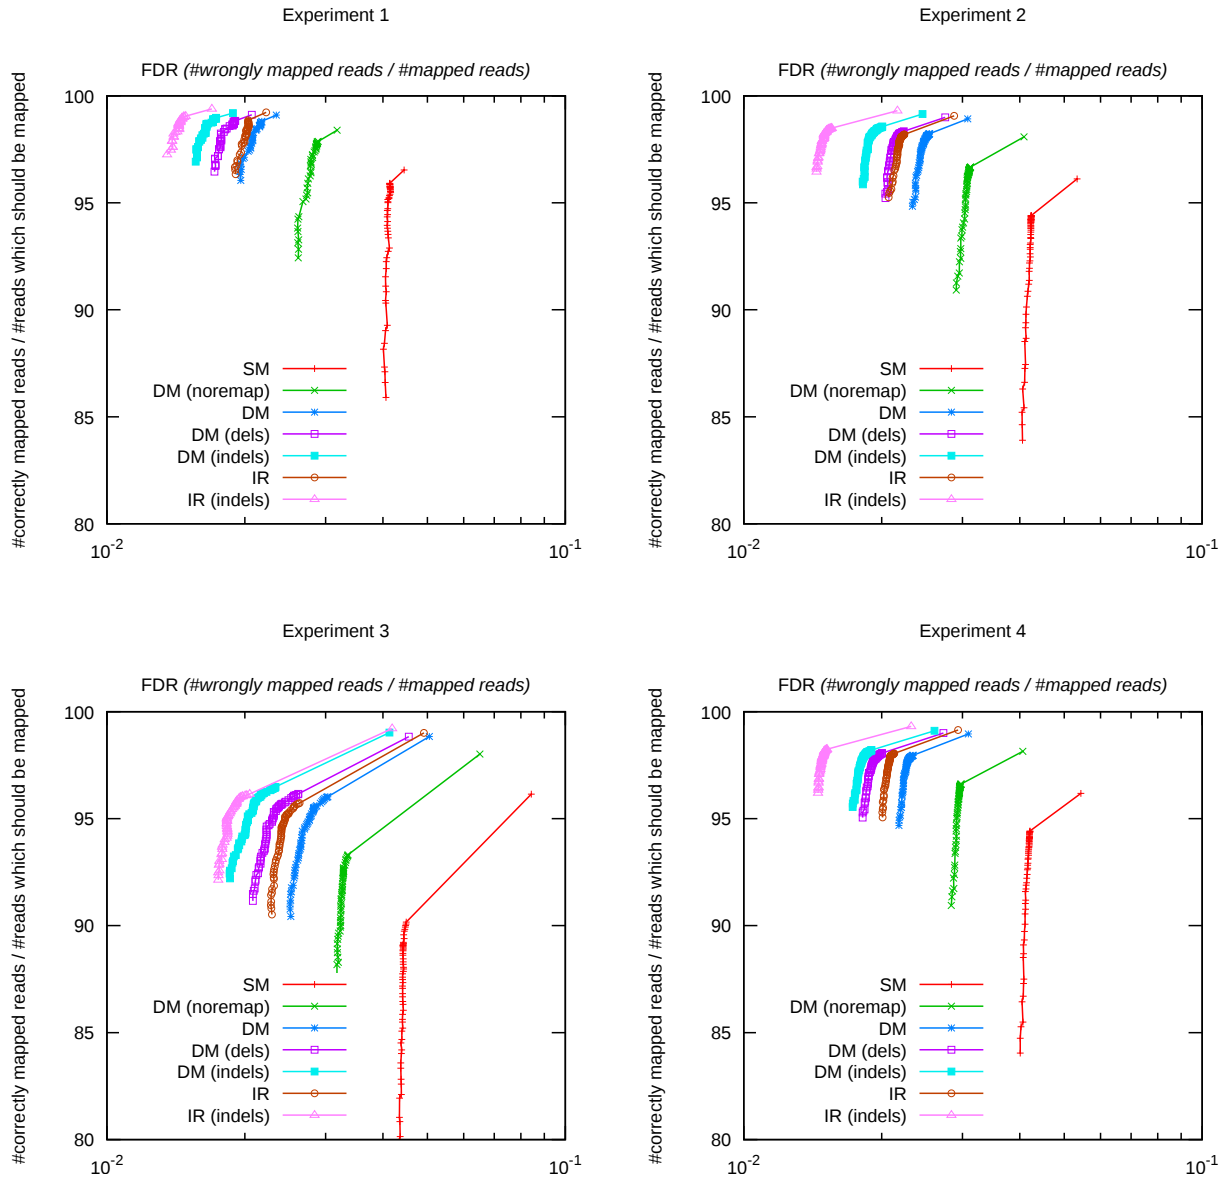 Experiment 1
FDR (#wrongly mapped reads / #mapped reads)
#correctly mapped reads / #reads which should be mapped
100
95
90
85
80
10-2
10-1
SM
DM (noremap)
DM
DM (dels)
DM (indels)
IR
IR (indels)
Experiment 2
FDR (#wrongly mapped reads / #mapped reads)
#correctly mapped reads / #reads which should be mapped
100
95
90
85
80
10-2
10-1
SM
DM (noremap)
DM
DM (dels)
DM (indels)
IR
IR (indels)
Experiment 3
FDR (#wrongly mapped reads / #mapped reads)
#correctly mapped reads / #reads which should be mapped
100
95
90
85
80
10-2
10-1
SM
DM (noremap)
DM
DM (dels)
DM (indels)
IR
IR (indels)
Experiment 4
FDR (#wrongly mapped reads / #mapped reads)
#correctly mapped reads / #reads which should be mapped
100
95
90
85
80
10-2
10-1
SM
DM (noremap)
DM
DM (dels)
DM (indels)
IR
IR (indels)